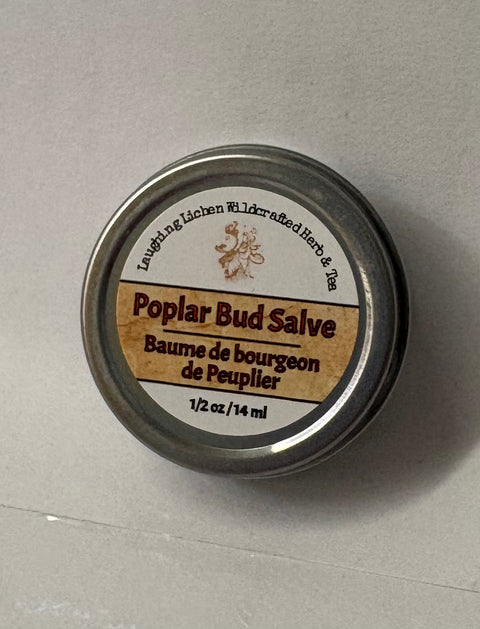 Laughing Lichen Wildcrafted Herb & Tea
Poplar Bud Salve
Baume de bourgeon
de Peuplier
1/2 oz / 14 ml